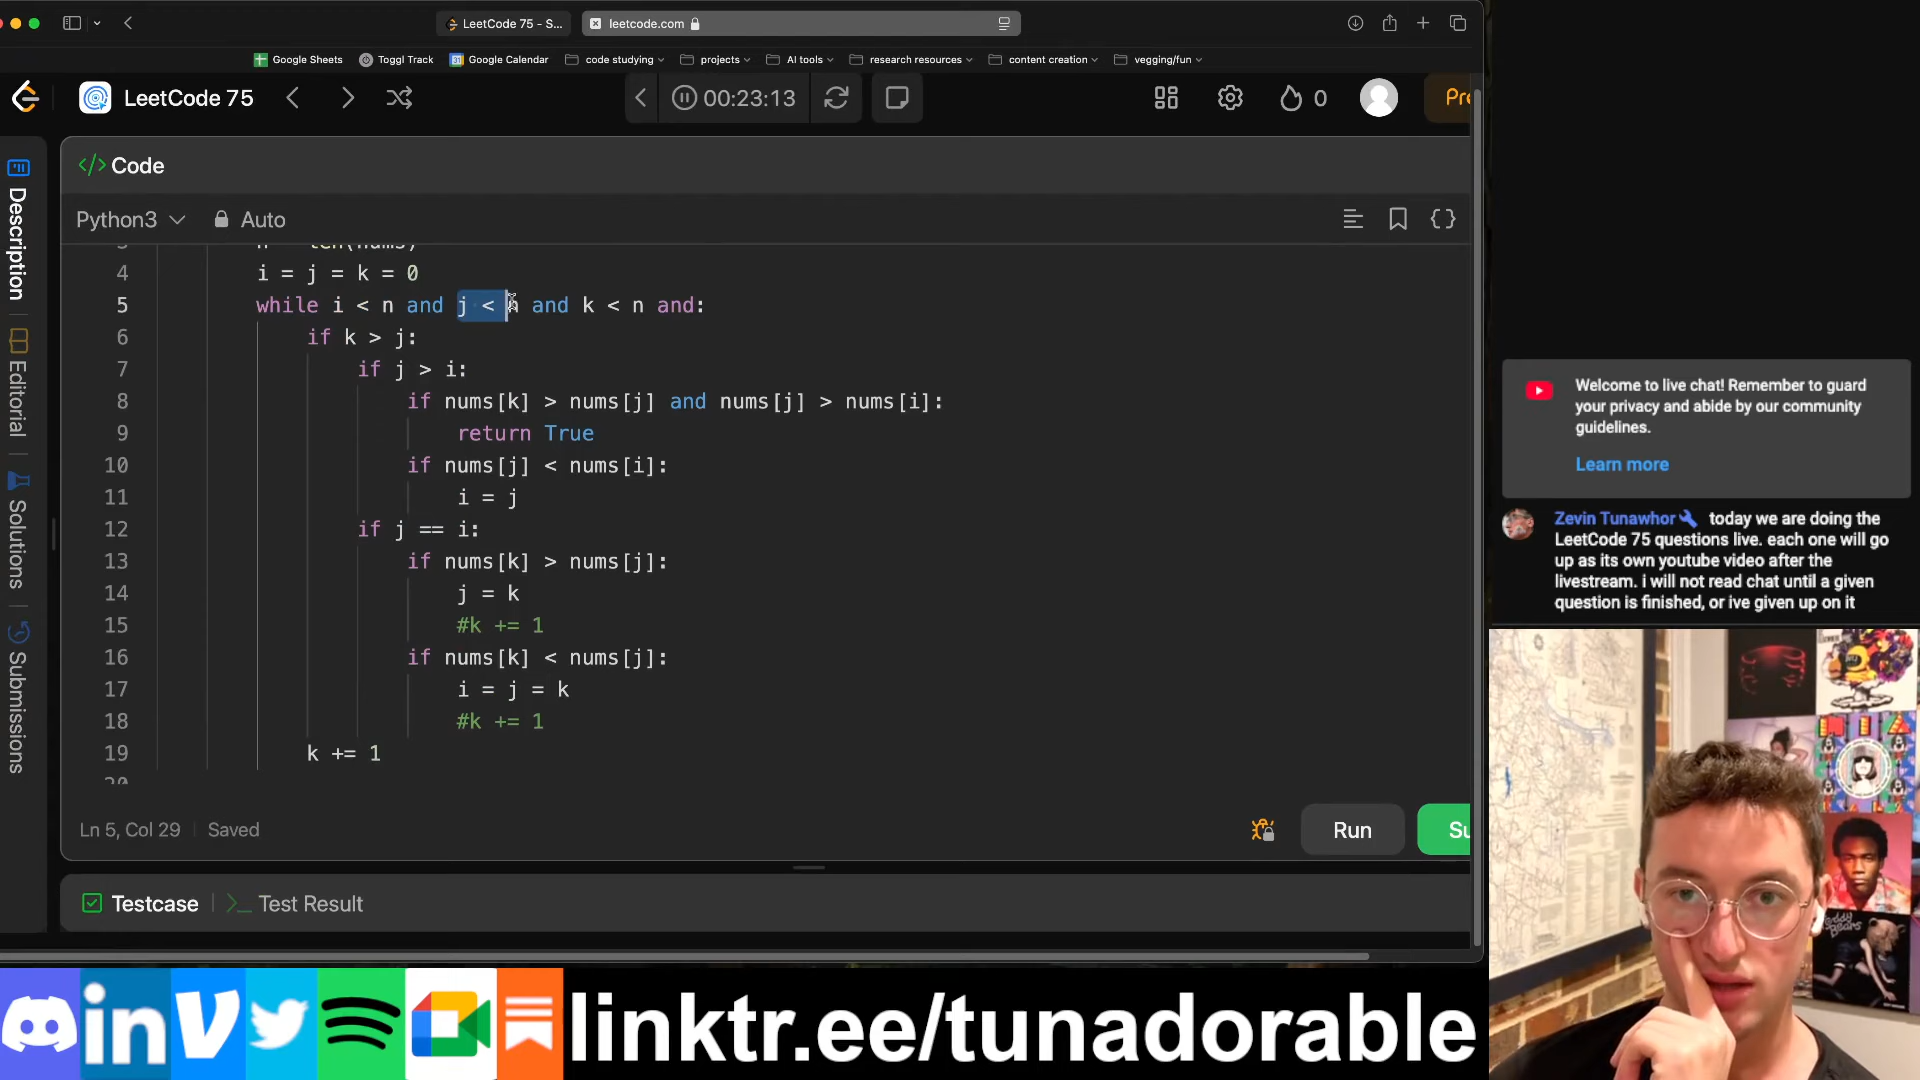 LeetCode 75 - S...
leetcode.com
Google Sheets
Toggl Track
Google Calendar
code studying
projects
AI tools
research resources
content creation
vegging/fun
LeetCode 75
00:23:13
0
Pre
Code
Python3
Auto
Description
Editorial
Solutions
Submissions
3 n = len(nums)
4 i = j = k = 0
5 while i < n and j < n and k < n and:
6 if k > j:
7 if j > i:
8 if nums[k] > nums[j] and nums[j] > nums[i]:
9 return True
10 if nums[j] < nums[i]:
11 i = j
12 if j == i:
13 if nums[k] > nums[j]:
14 j = k
15 #k += 1
16 if nums[k] < nums[j]:
17 i = j = k
18 #k += 1
19 k += 1
20
Ln 5, Col 29
Saved
Run
Su
Testcase
Test Result
Welcome to live chat! Remember to guard
your privacy and abide by our community
guidelines.
Learn more
Zevin Tunawhor today we are doing the
LeetCode 75 questions live. each one will go
up as its own youtube video after the
livestream. i will not read chat until a given
question is finished, or ive given up on it
in
linktr.ee/tunadorable